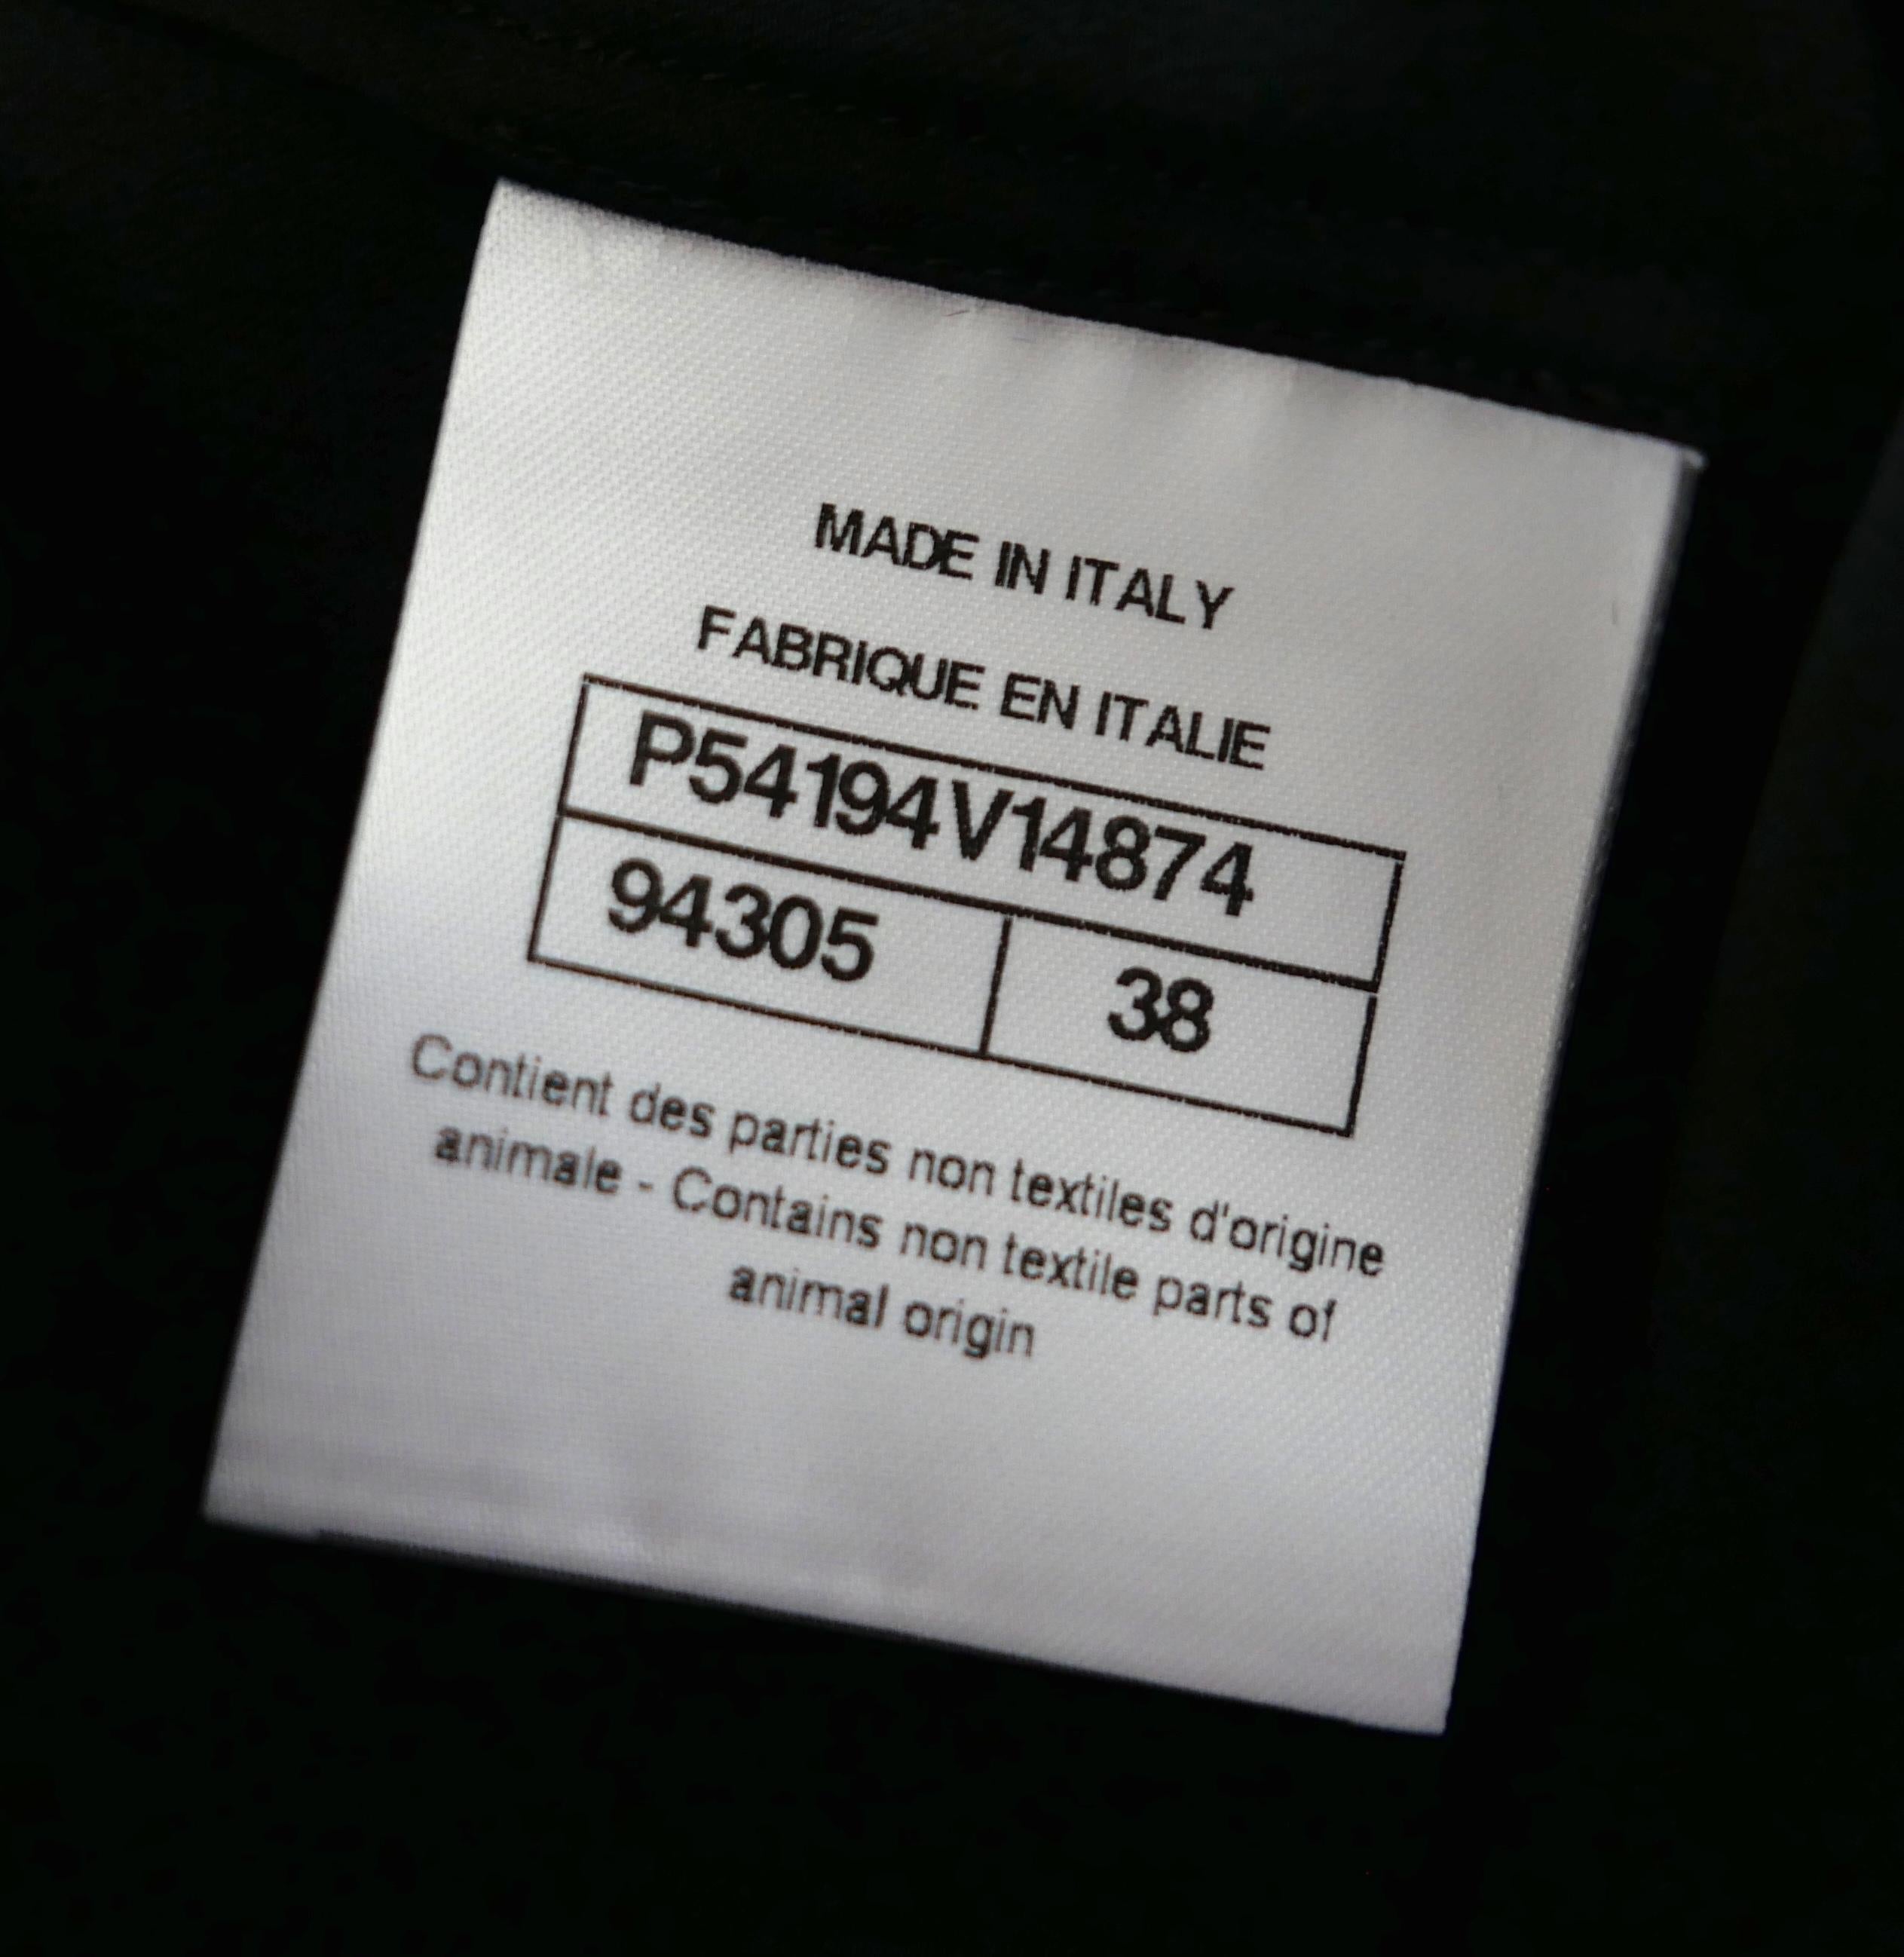 MADE IN ITALY
FABRIQUE EN ITALIE
P54194V14874
94305 38
Contient des parties non textiles d'origine
animale - Contains non textile parts of
animal origin